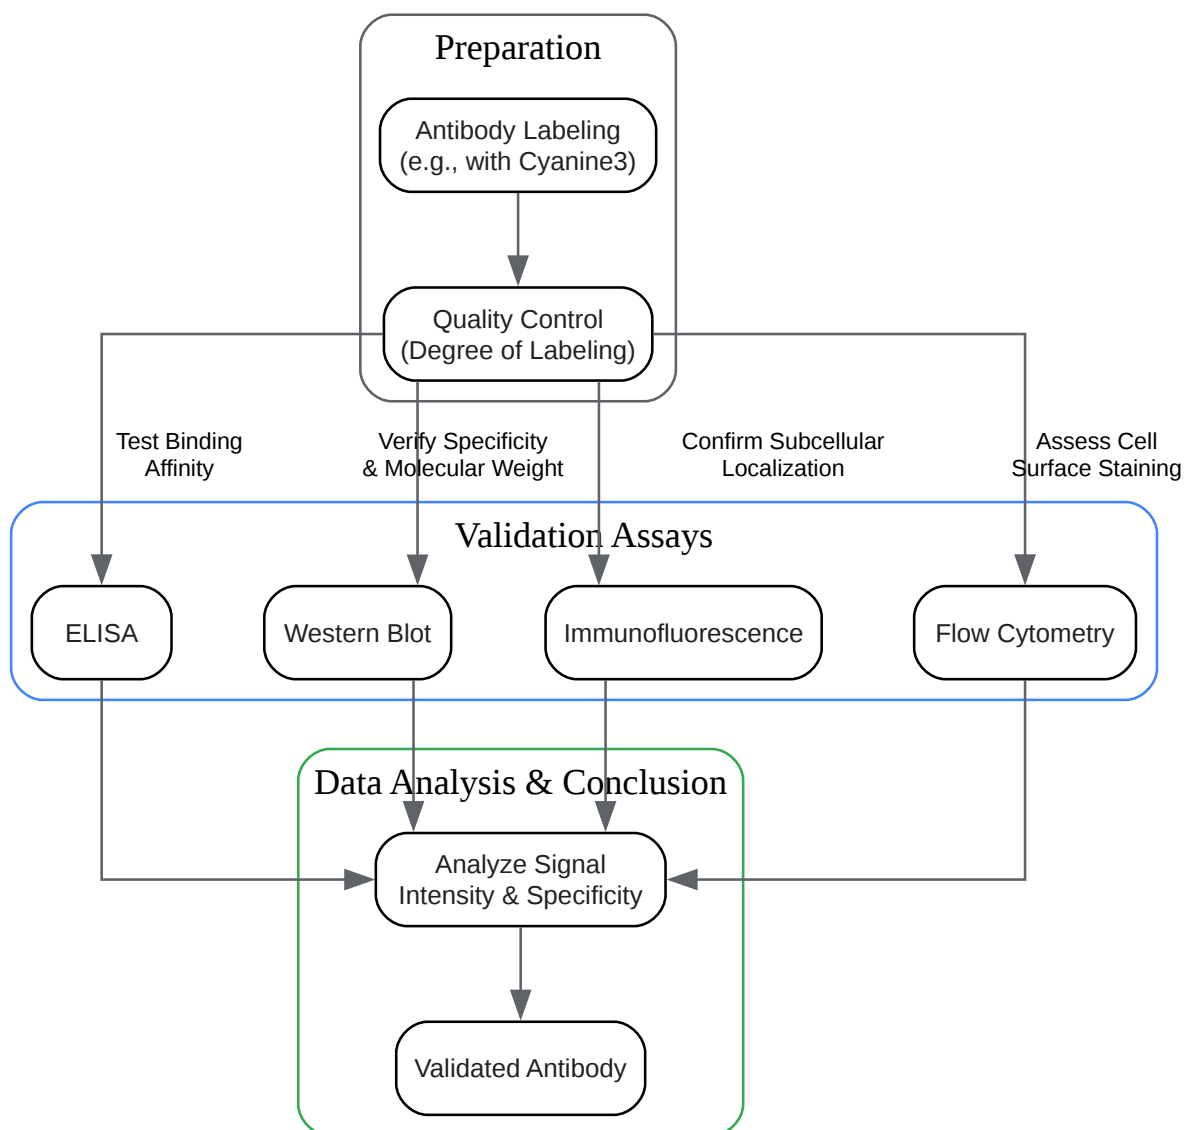 Preparation
Antibody Labeling
(e.g., with Cyanine3)
Quality Control
(Degree of Labeling)
Test Binding
Affinity
Verify Specificity
& Molecular Weight
Confirm Subcellular
Localization
Assess Cell
Surface Staining
Validation Assays
ELISA
Western Blot
Immunofluorescence
Flow Cytometry
Data Analysis & Conclusion
Analyze Signal
Intensity & Specificity
Validated Antibody